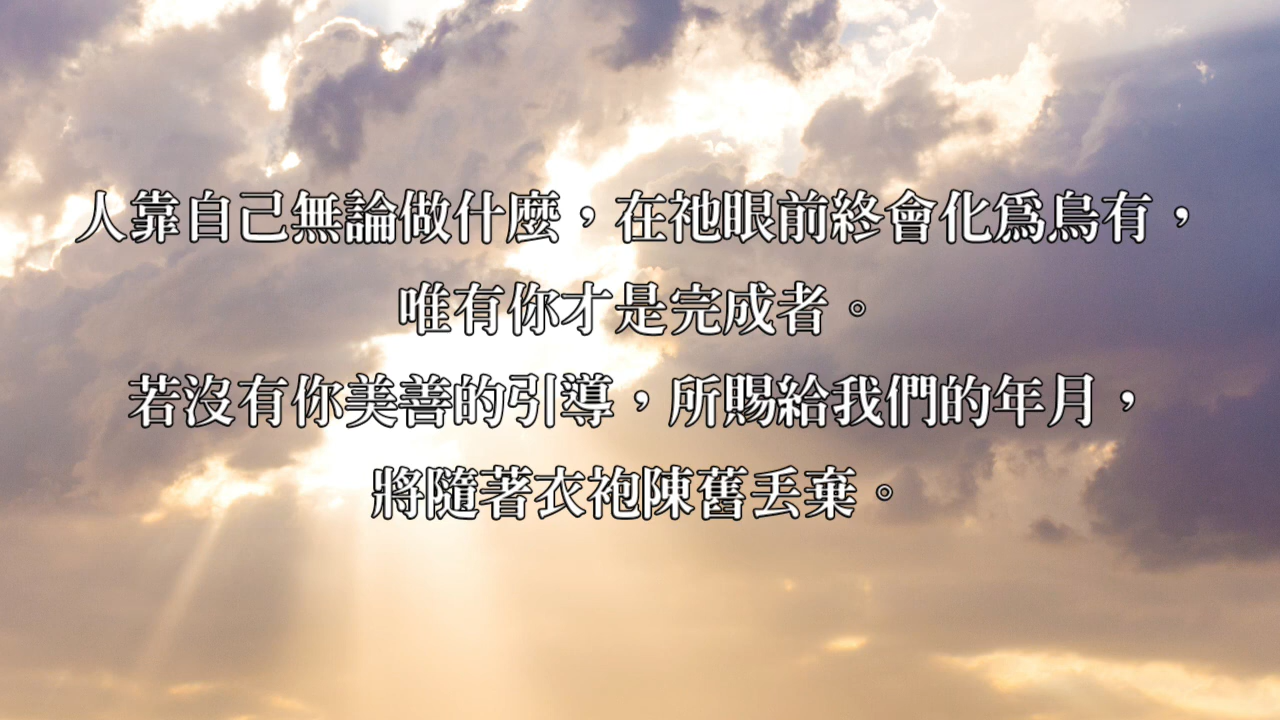 人靠自己無論做什麼，在祂眼前終會化爲烏有，
唯有你才是完成者。
若沒有你美善的引導，所賜給我們的年月，
將隨著衣袍陳舊丟棄。